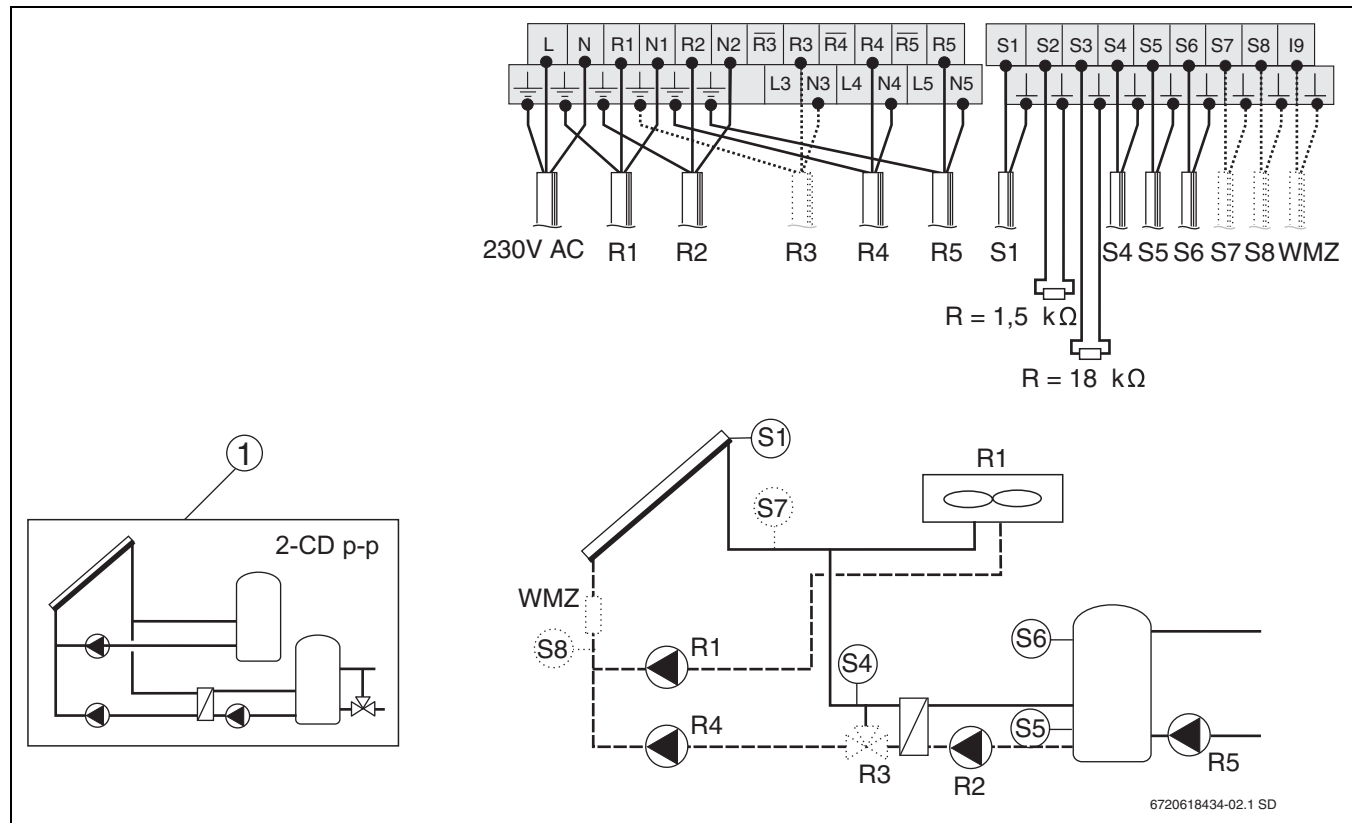 L N R1 N1 R2 N2 R̅3̅ R3 R̅4̅ R4 R̅5̅ R5 S1 S2 S3 S4 S5 S6 S7 S8 I9
L3 N3 L4 N4 L5 N5
230V AC R1 R2 R3 R4 R5 S1 S4 S5 S6 S7 S8 WMZ
R = 1,5 kΩ
R = 18 kΩ
1
2-CD p-p
S1
R1
S7
WMZ
S8
R1
S4
S6
R4
S5
R3
R2
R5
6720618434-02.1 SD